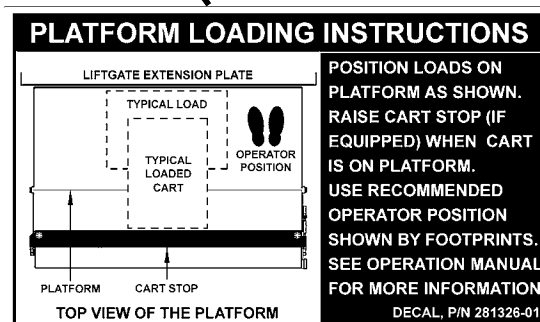 PLATFORM LOADING INSTRUCTIONS
LIFTGATE EXTENSION PLATE
TYPICAL LOAD
OPERATOR
POSITION
TYPICAL
LOADED
CART
PLATFORM
CART STOP
TOP VIEW OF THE PLATFORM
POSITION LOADS ON
PLATFORM AS SHOWN.
RAISE CART STOP (IF
EQUIPPED) WHEN CART
IS ON PLATFORM.
USE RECOMMENDED
OPERATOR POSITION
SHOWN BY FOOTPRINTS.
SEE OPERATION MANUAL
FOR MORE INFORMATION
DECAL, P/N 281326-01